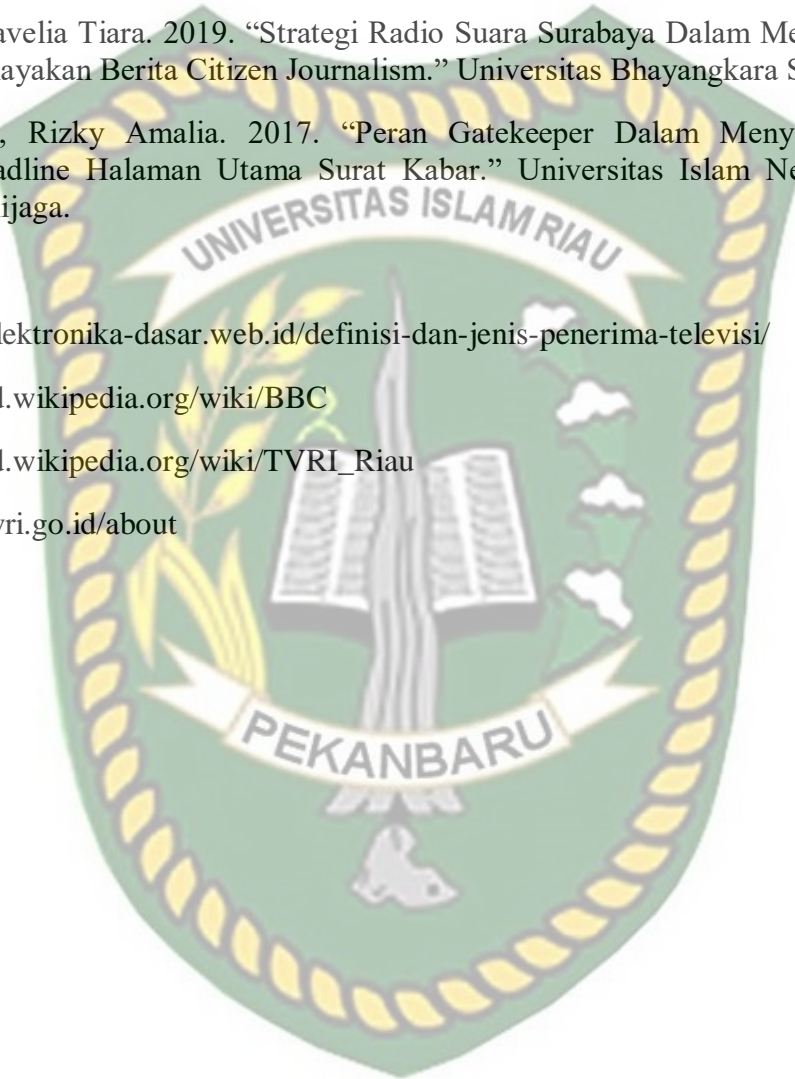 avelia Tiara. 2019. “Strategi Radio Suara Surabaya Dalam Me
ayakan Berita Citizen Journalism.” Universitas Bhayangkara S
, Rizky Amalia. 2017. “Peran Gatekeeper Dalam Meny
adline Halaman Utama Surat Kabar.” Universitas Islam Ne
ijaga.
UNIVERSITAS ISLAM RIAU
lektronika-dasar.web.id/definisi-dan-jenis-penerima-televisi/
d.wikipedia.org/wiki/BBC
d.wikipedia.org/wiki/TVRI_Riau
vri.go.id/about
PEKANBARU